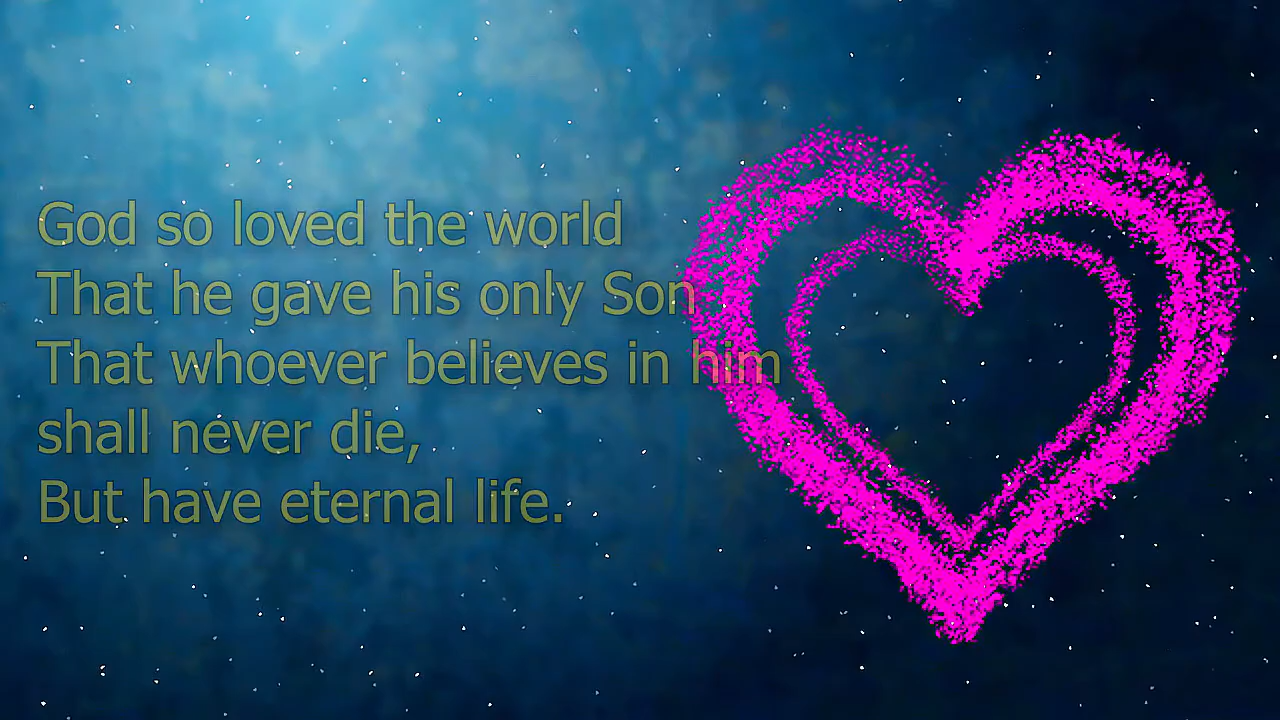 God so loved the world
That he gave his only Son
That whoever believes in him
shall never die,
But have eternal life.